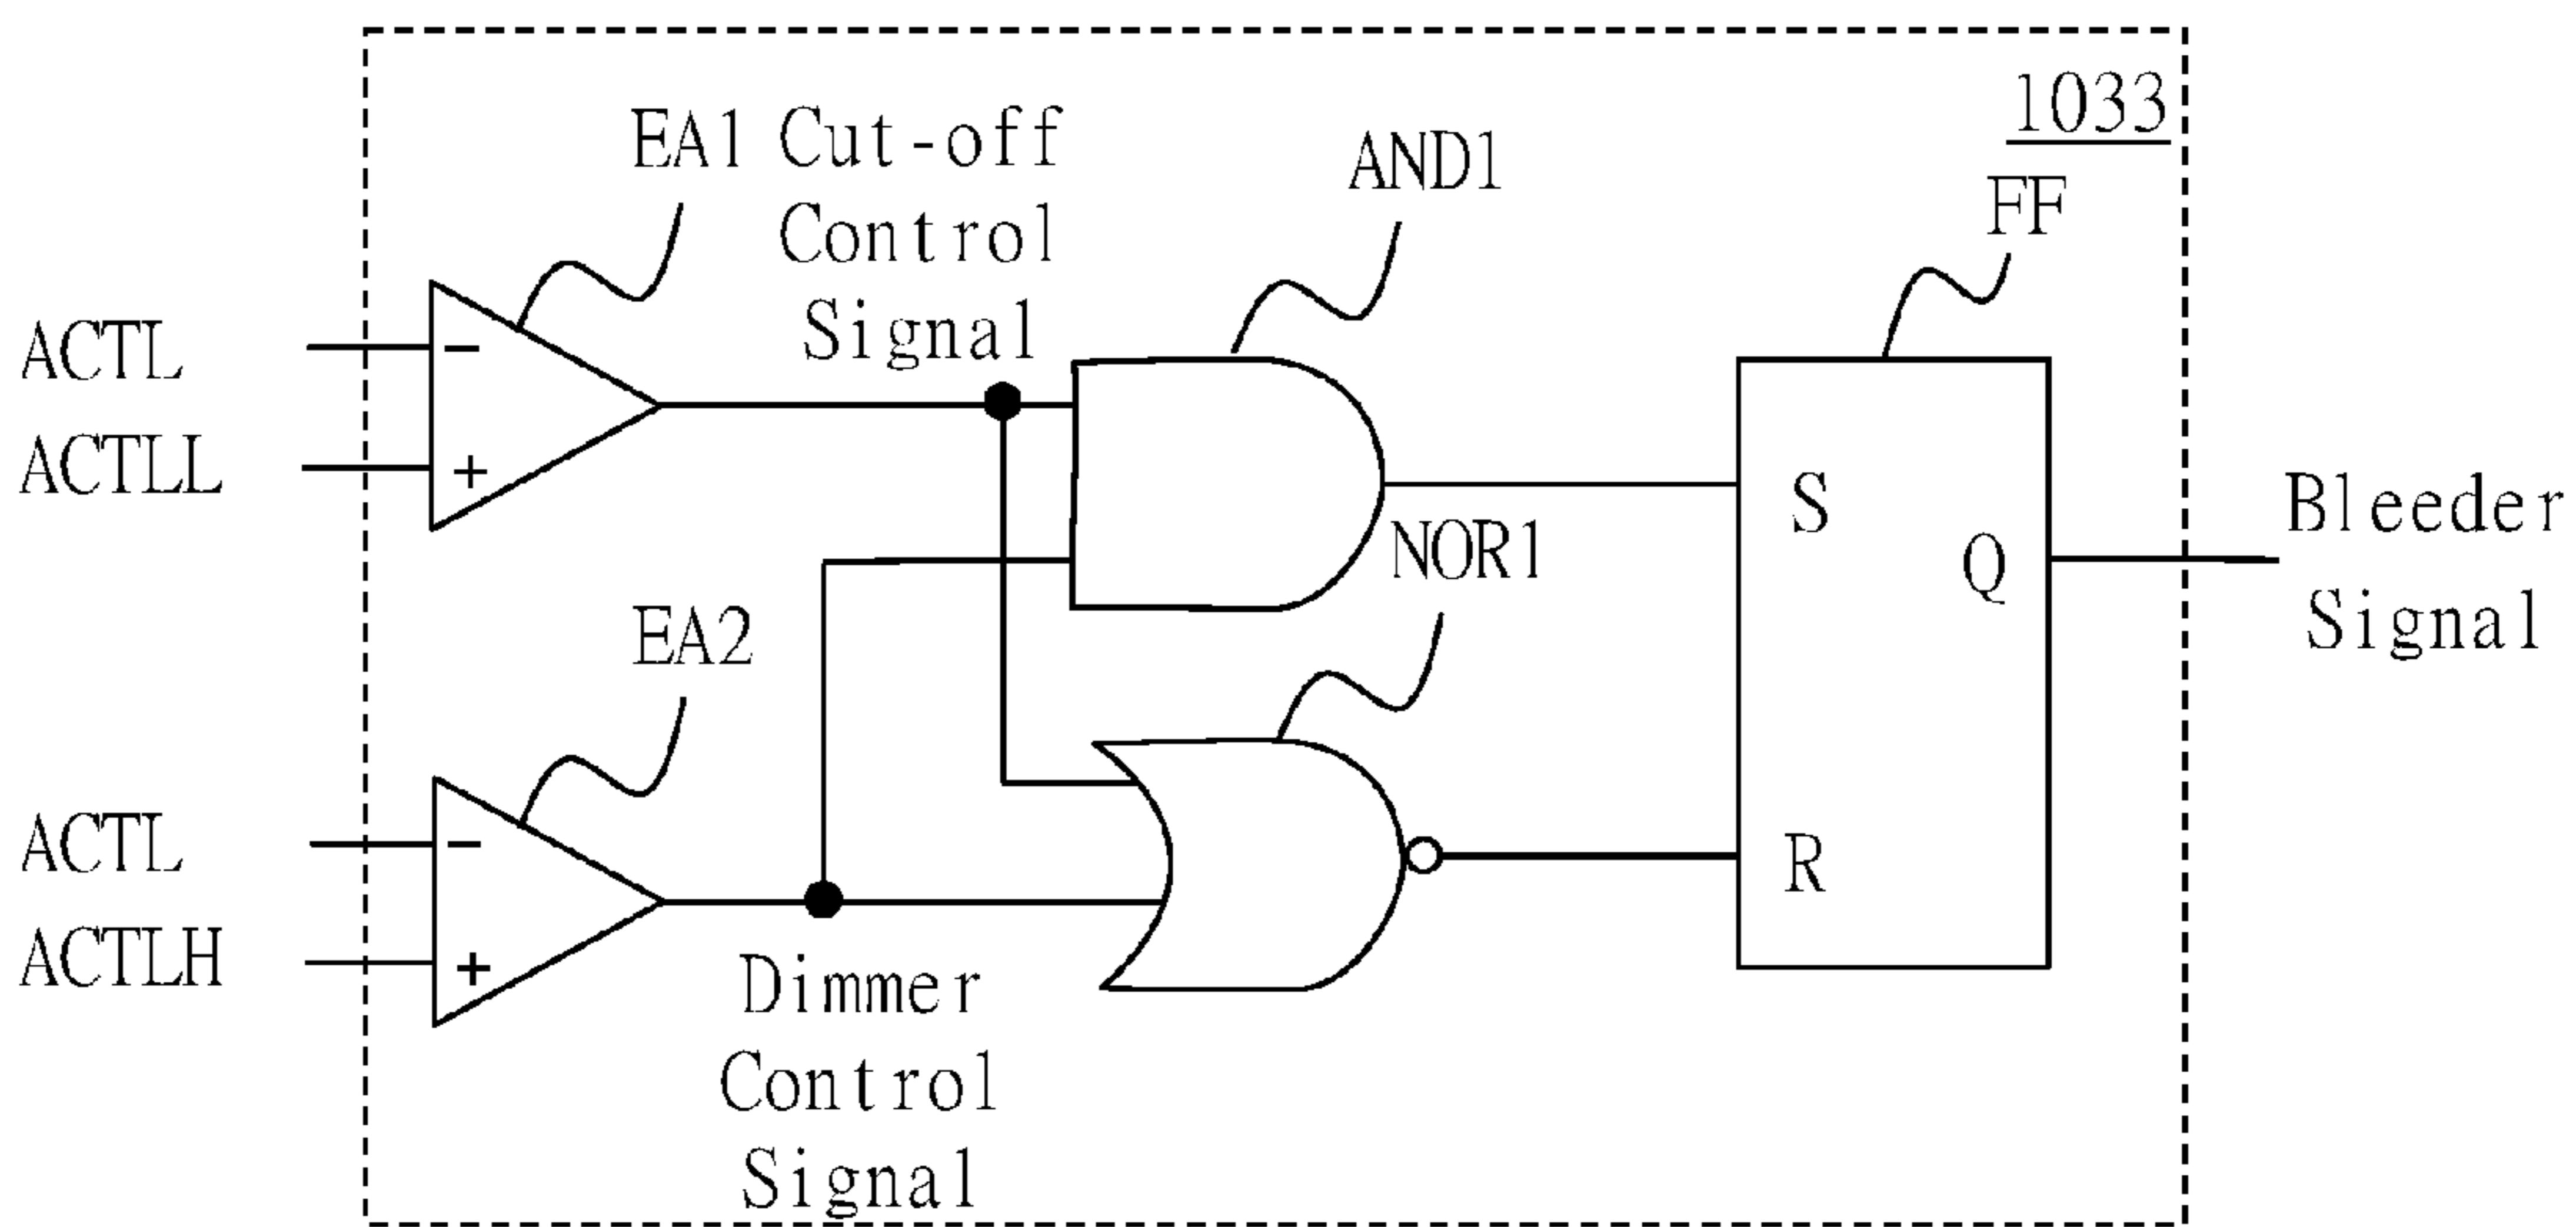 1033
EA1
Cut-off
Control
Signal
AND1
FF
ACTL
-
ACTLL
+
S
NOR1
Q
Bleeder
Signal
EA2
ACTL
-
R
ACTLH
+
Dimmer
Control
Signal